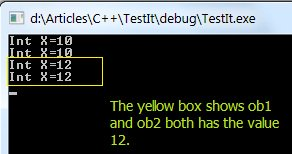 d:\Articles\C++\TestIt\debug\TestIt.exe
Int X=10
Int X=10
Int X=12
Int X=12
The yellow box shows ob1
and ob2 both has the value
12.